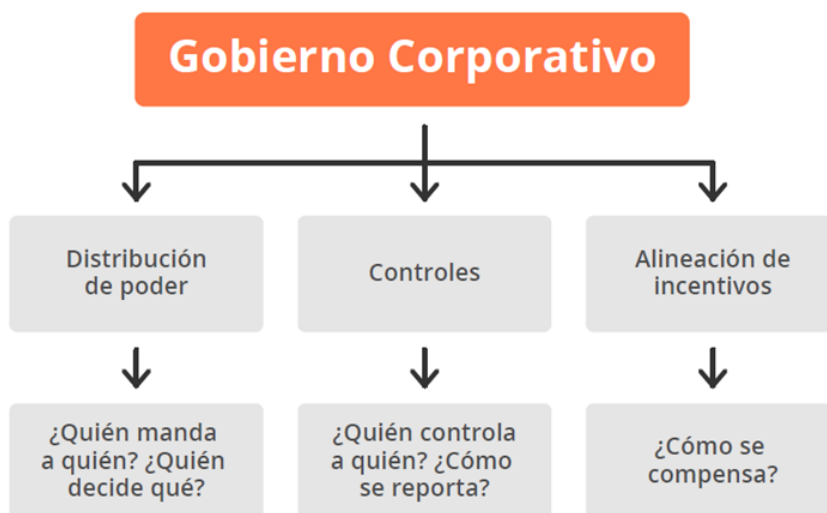 Gobierno Corporativo
Distribución
de poder
Controles
Alineación de
incentivos
¿Quién manda
a quién? ¿Quién
decide qué?
¿Quién controla
a quién? ¿Cómo
se reporta?
¿Cómo se
compensa?